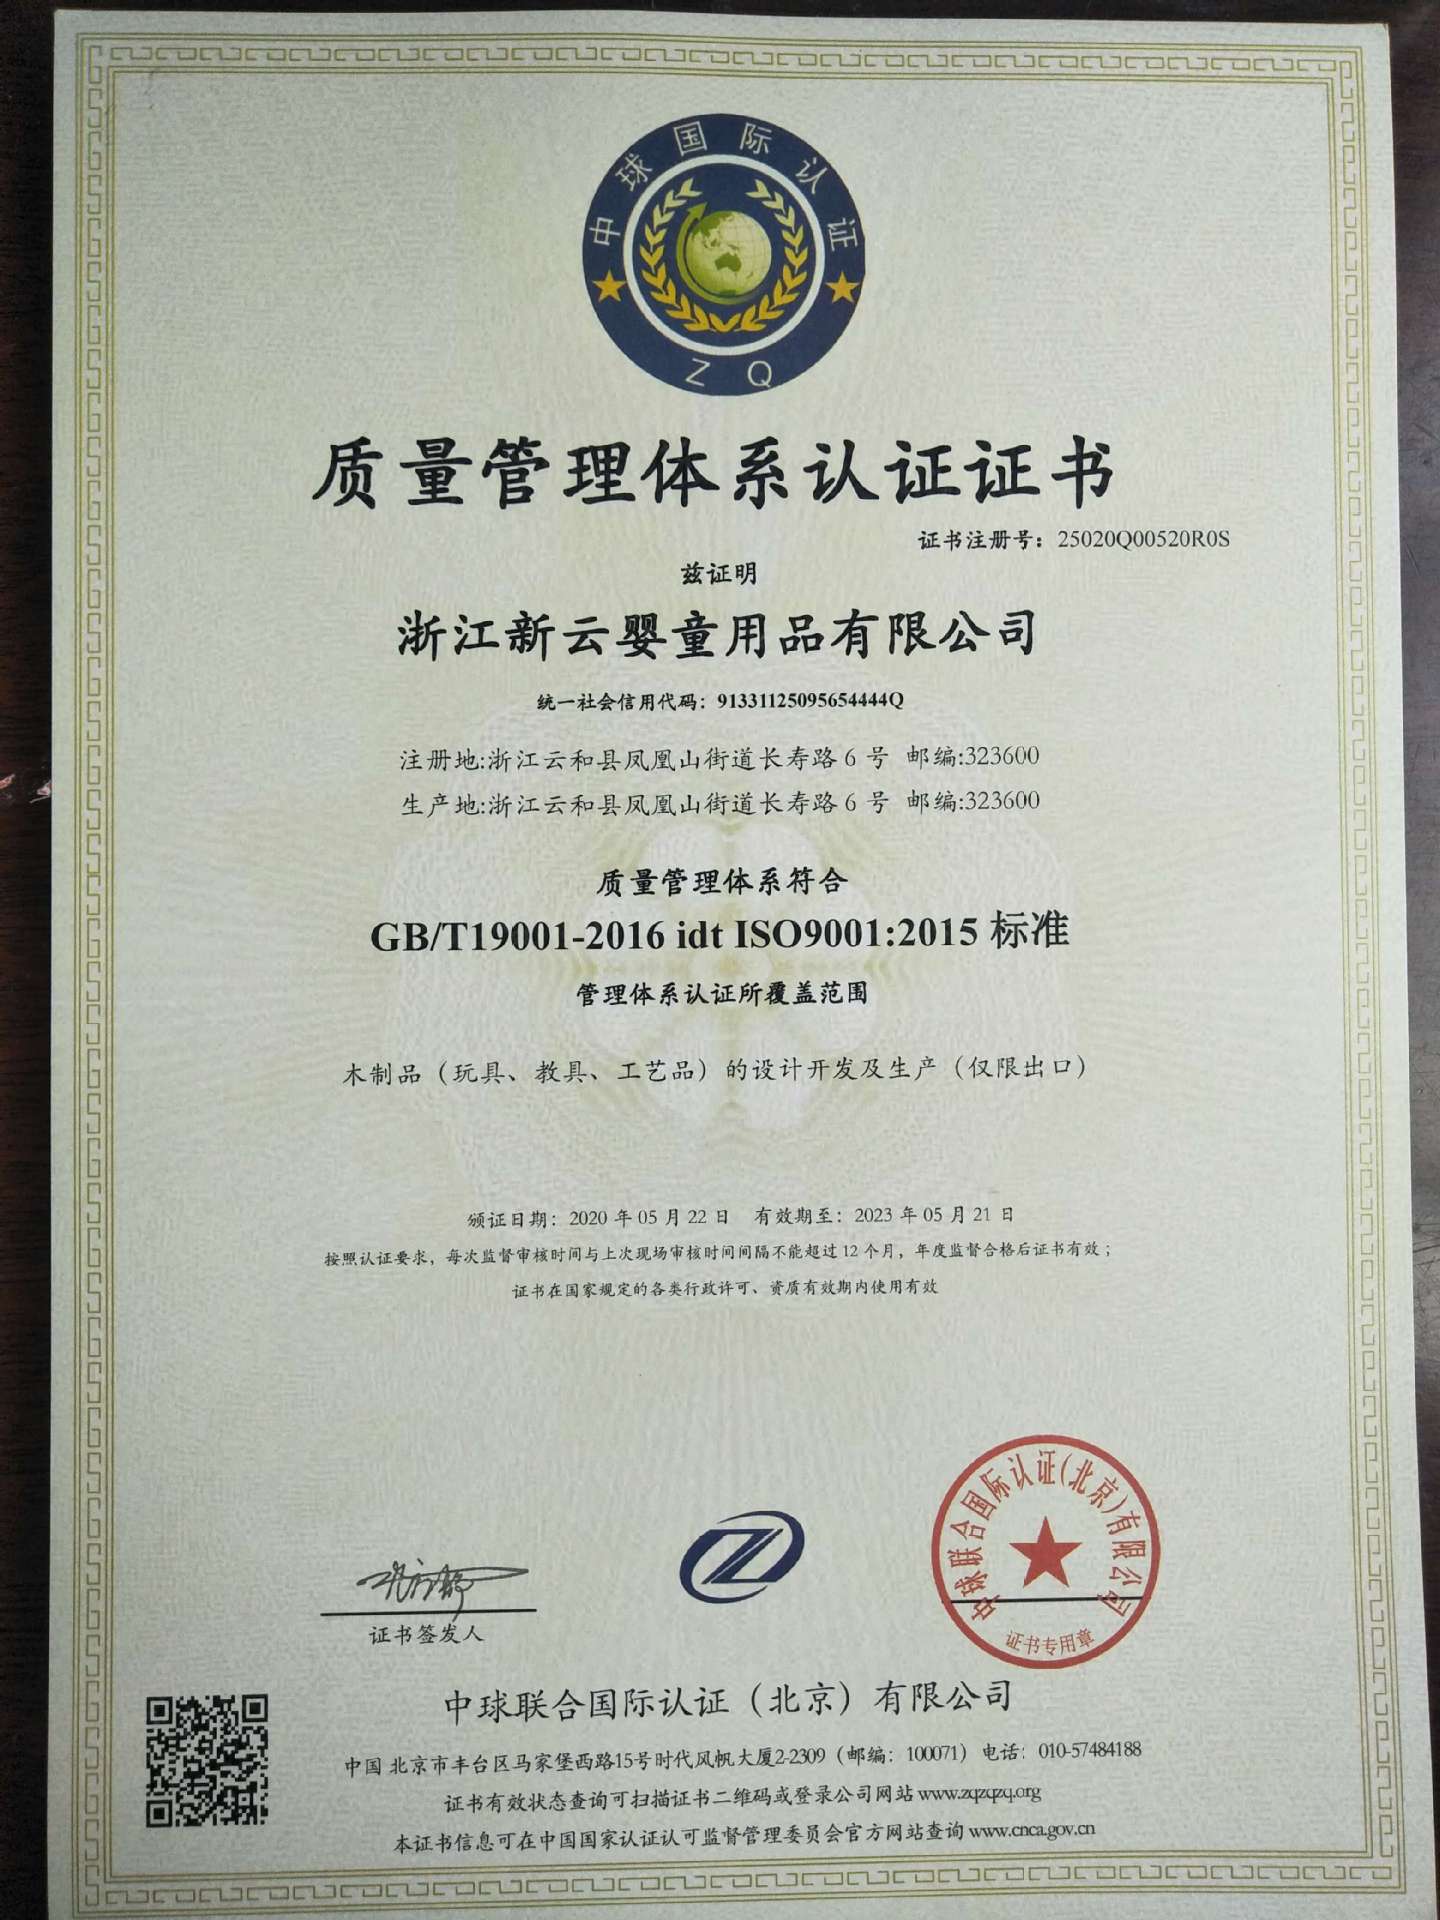 中球国际认证
ZQ
质量管理体系认证证书
证书注册号：25020Q00520R0S
兹证明
浙江新云婴童用品有限公司
统一社会信用代码：91331125095654444Q
注册地:浙江云和县凤凰山街道长寿路 6 号 邮编:323600
生产地:浙江云和县凤凰山街道长寿路 6 号 邮编:323600
质量管理体系符合
GB/T19001-2016 idt ISO9001:2015 标准
管理体系认证所覆盖范围
木制品（玩具、教具、工艺品）的设计开发及生产（仅限出口）
颁证日期：2020 年 05 月 22 日 有效期至：2023 年 05 月 21 日
按照认证要求，每次监督审核时间与上次现场审核时间间隔不能超过 12 个月，年度监督合格后证书有效；
证书在国家规定的各类行政许可、资质有效期内使用有效
中球联合国际认证(北京)有限公司
证书专用章
证书签发人
中球联合国际认证（北京）有限公司
中国 北京市丰台区马家堡西路15号时代风帆大厦2-2309（邮编：100071）电话：010-57484188
证书有效状态查询可扫描证书二维码或登录公司网站 www.zqzqzq.org
本证书信息可在中国国家认证认可监督管理委员会官方网站查询 www.cnca.gov.cn